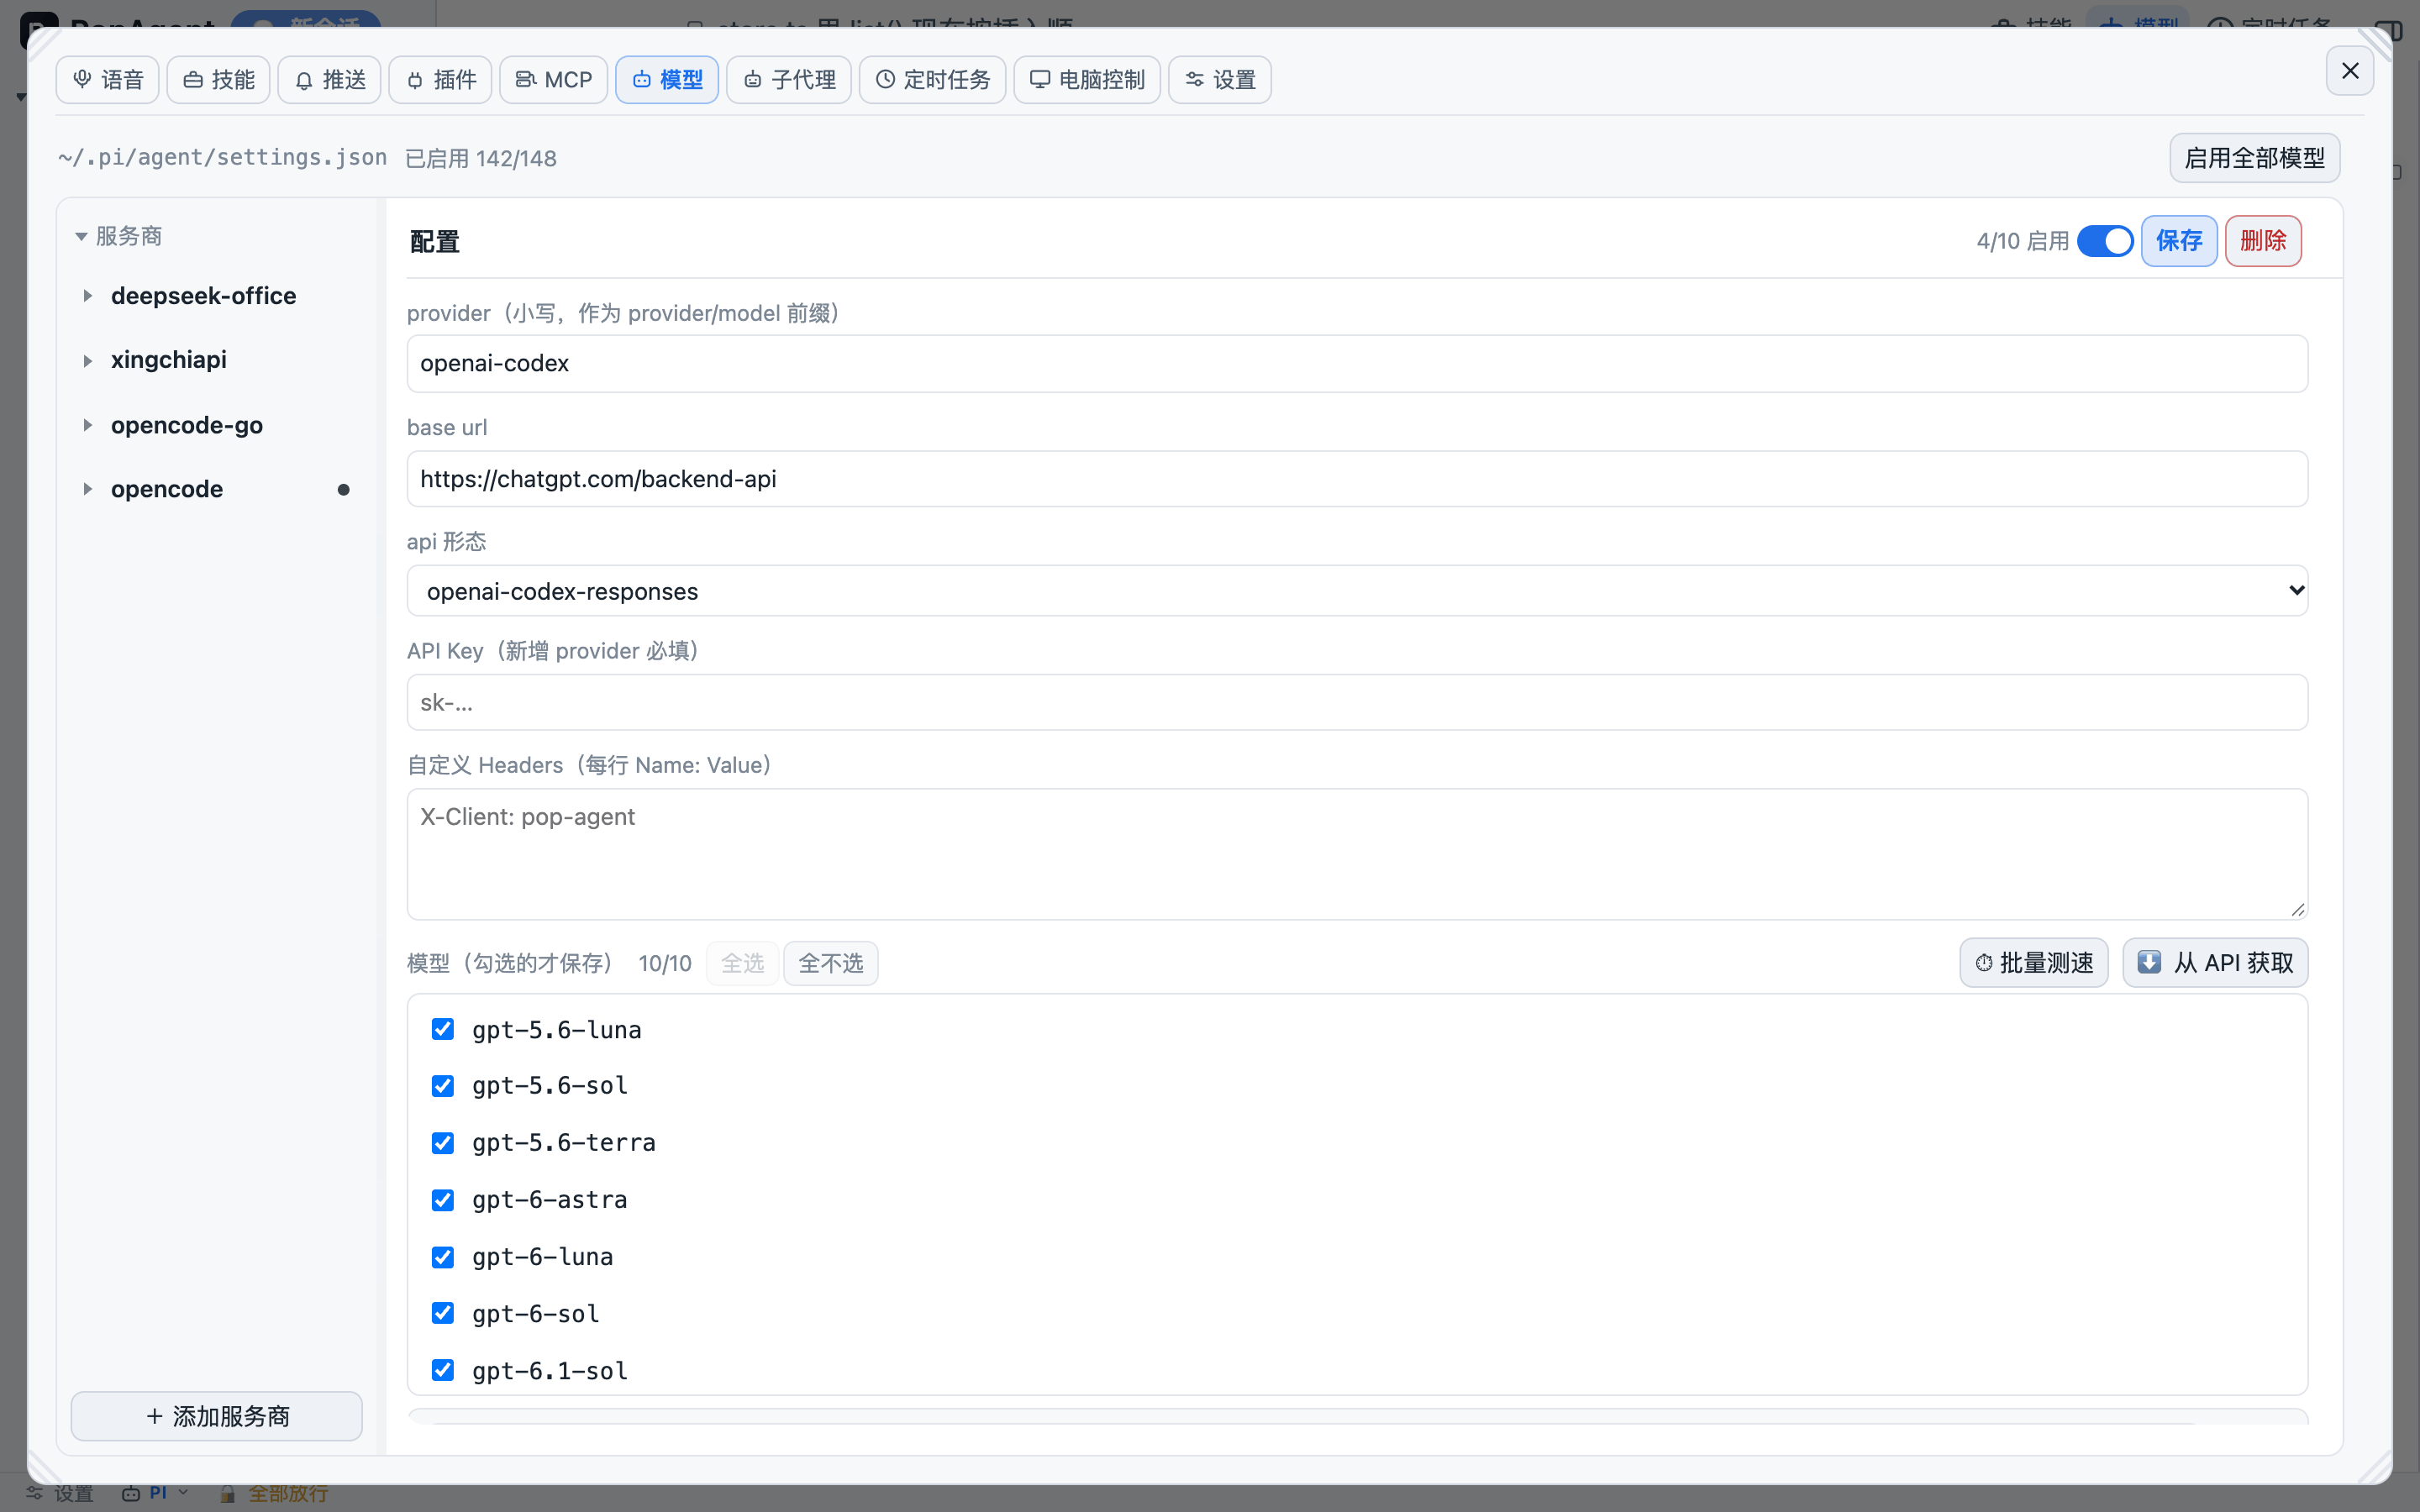 语音 技能 推送 插件 MCP 模型 子代理 定时任务 电脑控制 设置
~/.pi/agent/settings.json 已启用 142/148 启用全部模型
服务商
deepseek-office
xingchiapi
opencode-go
opencode
+ 添加服务商
配置 4/10 启用 保存 删除
provider（小写，作为 provider/model 前缀）
openai-codex
base url
https://chatgpt.com/backend-api
api 形态
openai-codex-responses
API Key（新增 provider 必填）
sk-...
自定义 Headers（每行 Name: Value）
X-Client: pop-agent
模型（勾选的才保存） 10/10 全选 全不选 批量测速 从 API 获取
gpt-5.6-luna
gpt-5.6-sol
gpt-5.6-terra
gpt-6-astra
gpt-6-luna
gpt-6-sol
gpt-6.1-sol
设置 PI 全部放行